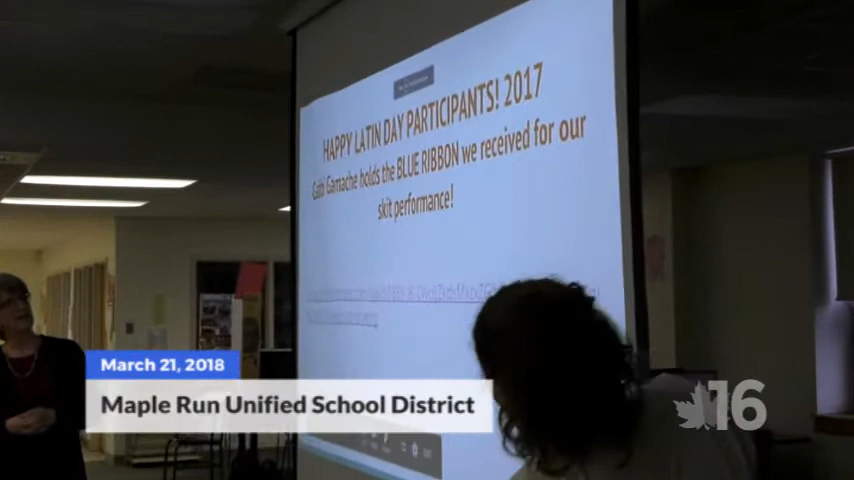 HAPPY LATIN DAY PARTICIPANTS! 2017
Gabi Gamache holds the BLUE RIBBON we received for our
skit performance!
March 21, 2018
Maple Run Unified School District
16